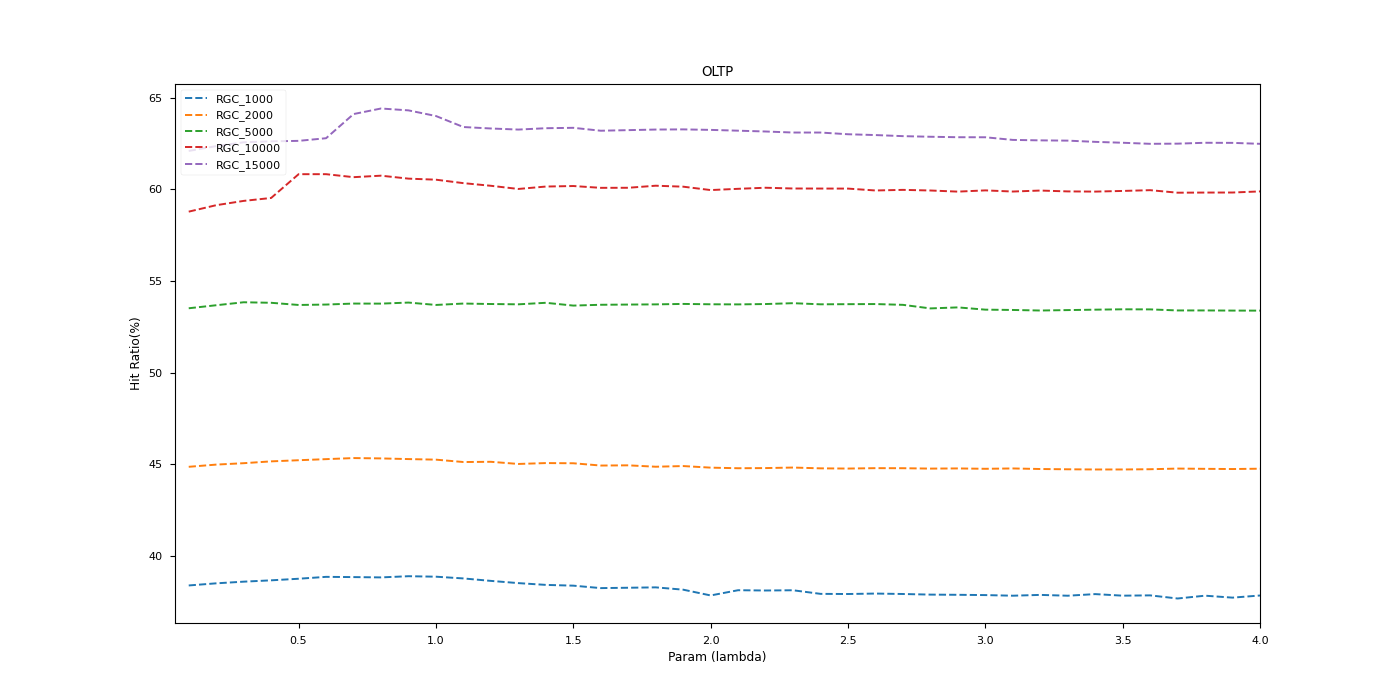 OLTP
RGC_1000
RGC_2000
RGC_5000
RGC_10000
RGC_15000
65
60
55
50
45
40
Hit Ratio(%)
0.5 1.0 1.5 2.0 2.5 3.0 3.5 4.0
Param (lambda)